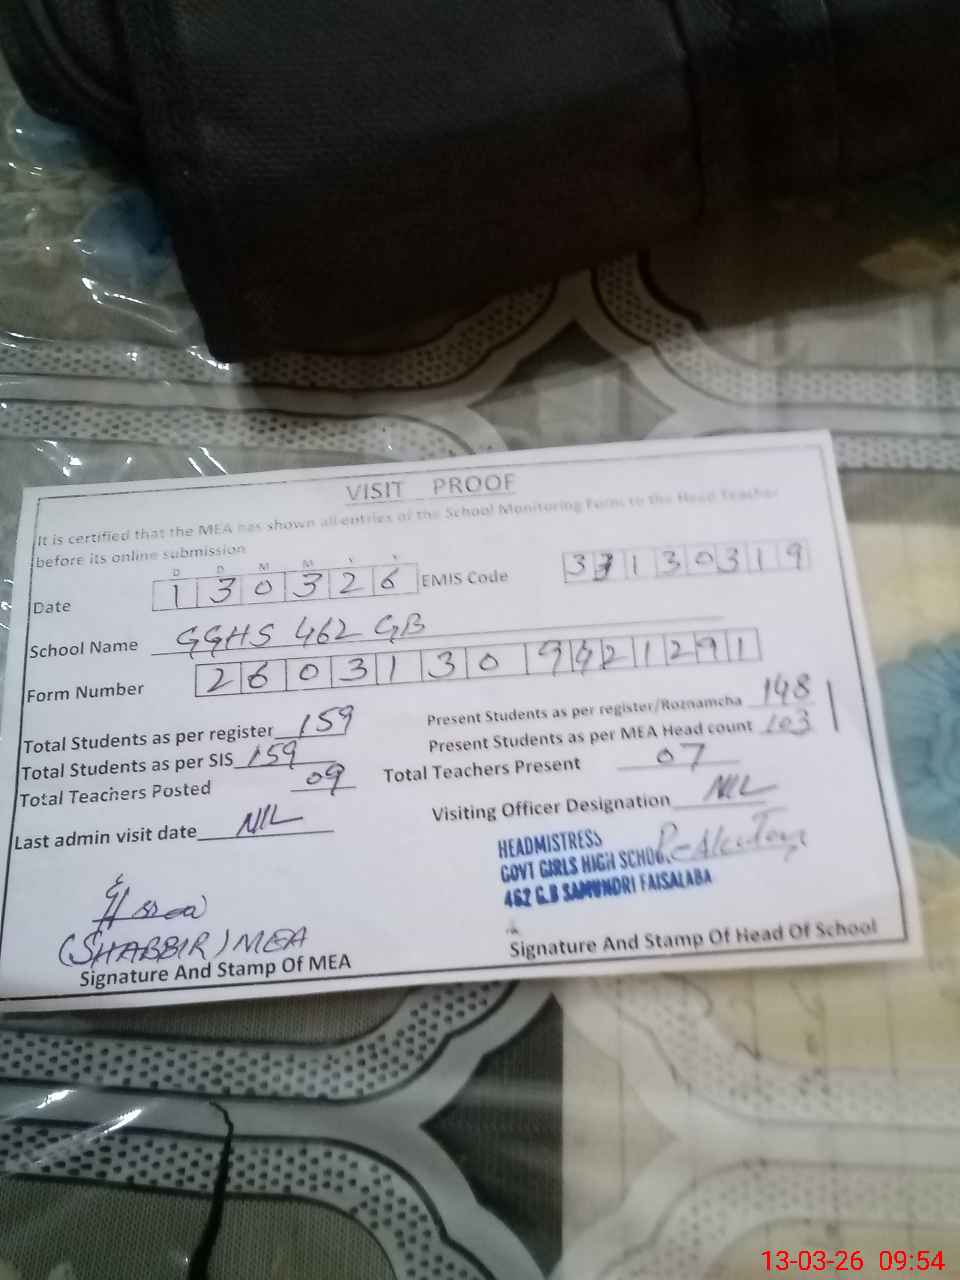 VISIT PROOF
It is certified that the MEA has shown all entries of the School Monitoring Form to the Head Teacher
before its online submission
D D M M Y Y
Date 1 3 0 3 2 6 EMIS Code 3 3 1 3 0 3 1 9
School Name GGHS 462 GB
Form Number 2 6 0 3 1 3 0 9 4 2 1 2 9 1
Total Students as per register 159 Present Students as per register/Roznamcha 148
Total Students as per SIS 159 Present Students as per MEA Head count 103
Total Teachers Posted 09 Total Teachers Present 07
Last admin visit date NIL Visiting Officer Designation NIL
HEADMISTRESS
GOVT GIRLS HIGH SCHOOL
462 G.B SAMUNDRI FAISALABA
(SHABBIR) MEA
Signature And Stamp Of MEA Signature And Stamp Of Head Of School
13-03-26 09:54